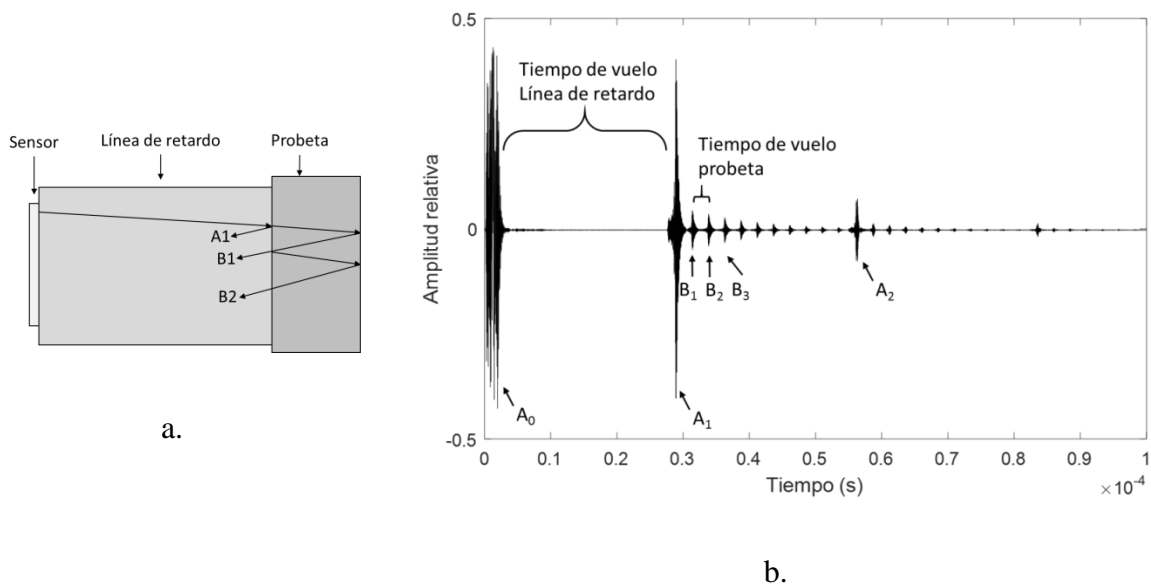 Sensor
Línea de retardo
Probeta
A1
B1
B2
a.
0.5
0
-0.5
Amplitud relativa
Tiempo de vuelo
Línea de retardo
Tiempo de vuelo
probeta
B1 B2 B3
A2
A0
A1
0 0.1 0.2 0.3 0.4 0.5 0.6 0.7 0.8 0.9 1
Tiempo (s)
×10-4
b.